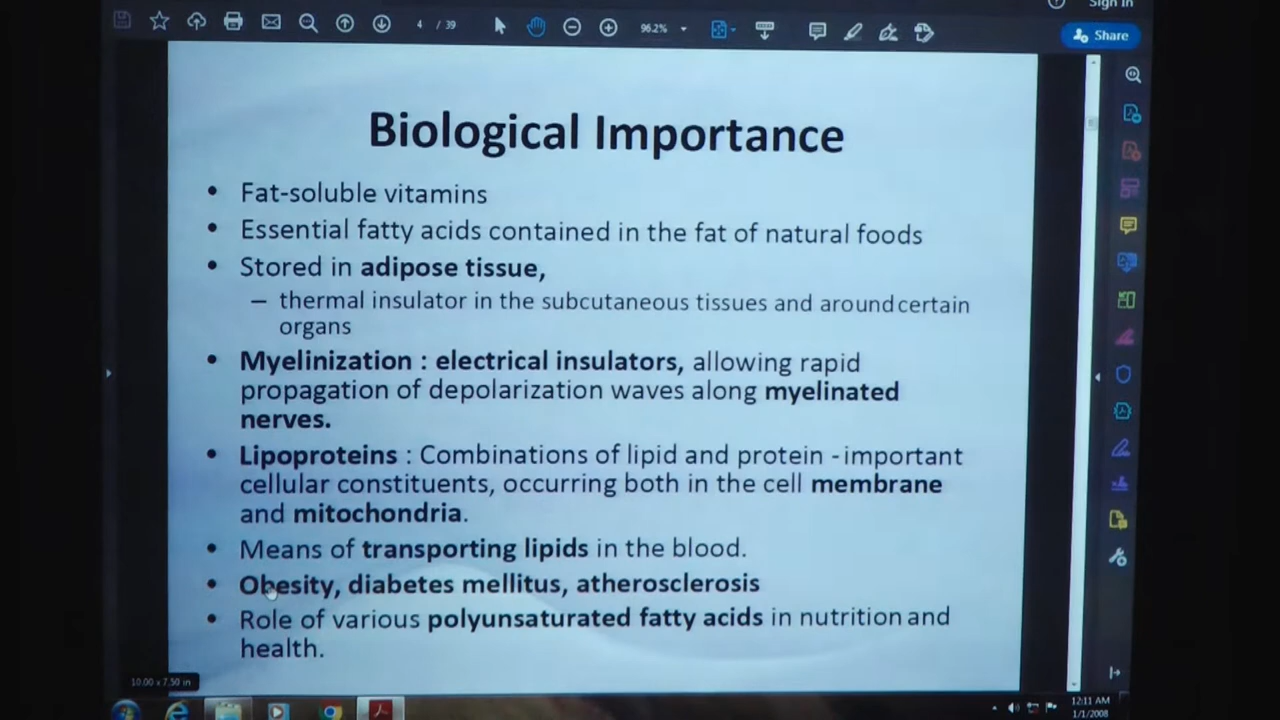 Sign In
4 / 39
96.2%
Share
Biological Importance
• Fat-soluble vitamins
• Essential fatty acids contained in the fat of natural foods
• Stored in adipose tissue,
– thermal insulator in the subcutaneous tissues and around certain
organs
• Myelinization : electrical insulators, allowing rapid
propagation of depolarization waves along myelinated
nerves.
• Lipoproteins : Combinations of lipid and protein - important
cellular constituents, occurring both in the cell membrane
and mitochondria.
• Means of transporting lipids in the blood.
• Obesity, diabetes mellitus, atherosclerosis
• Role of various polyunsaturated fatty acids in nutrition and
health.
10.00 x 7.50 in
12:11 AM
1/1/2008